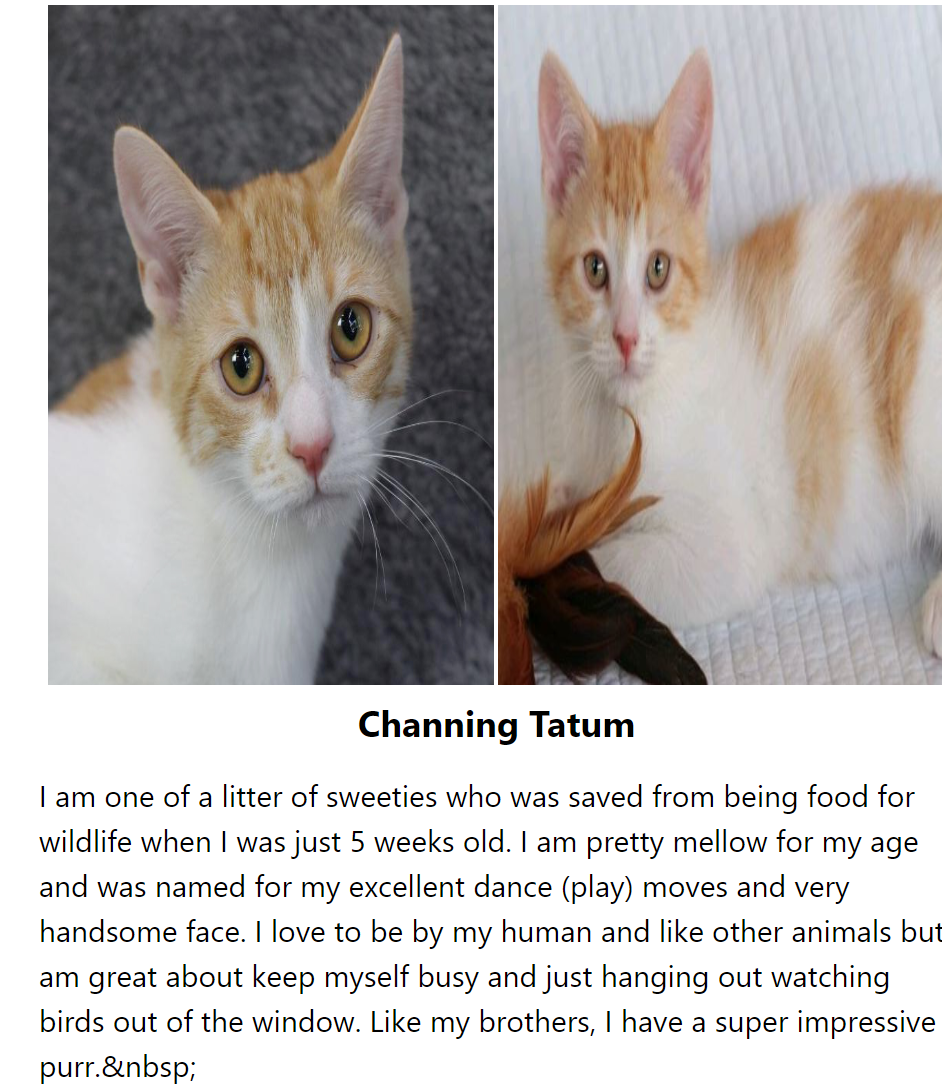 Channing Tatum
I am one of a litter of sweeties who was saved from being food for
wildlife when I was just 5 weeks old. I am pretty mellow for my age
and was named for my excellent dance (play) moves and very
handsome face. I love to be by my human and like other animals but
am great about keep myself busy and just hanging out watching
birds out of the window. Like my brothers, I have a super impressive
purr.&nbsp;